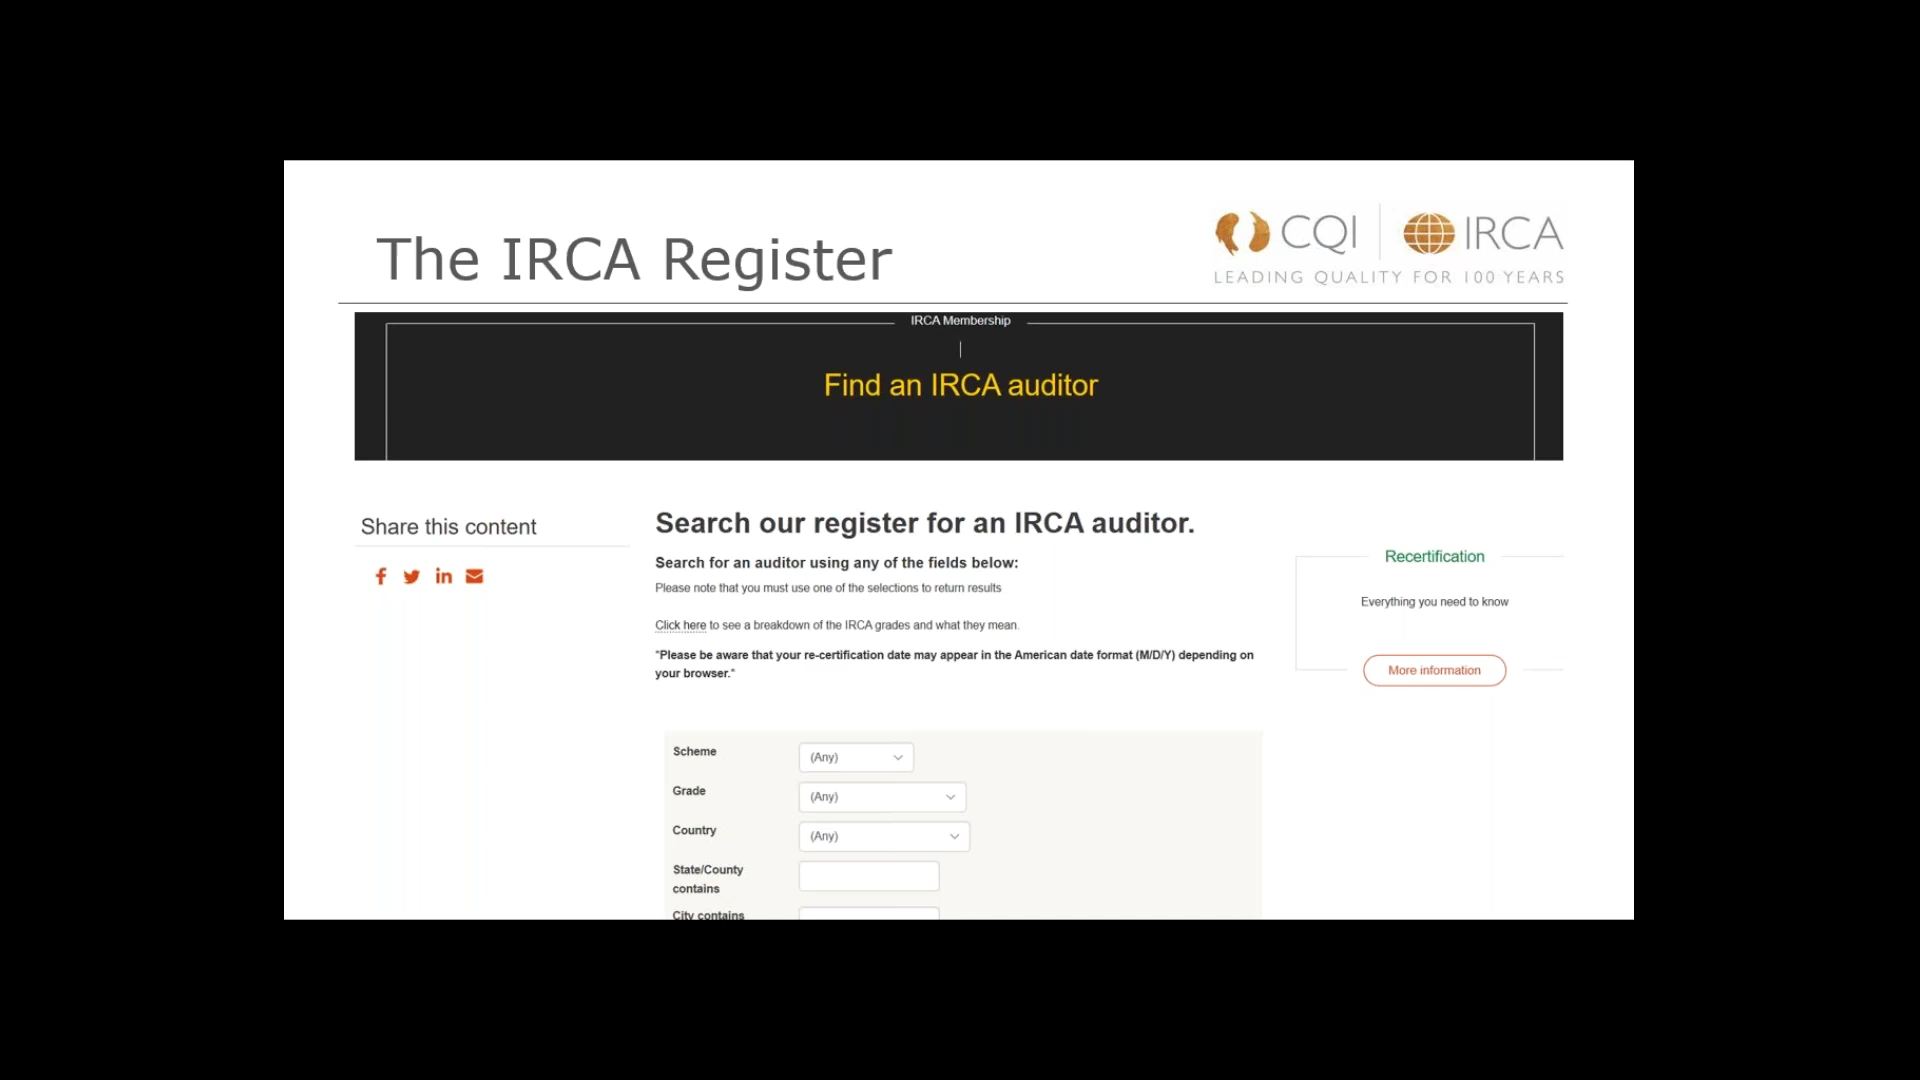 The IRCA Register
CQI
IRCA
LEADING QUALITY FOR 100 YEARS
IRCA Membership
Find an IRCA auditor
Share this content
Search our register for an IRCA auditor.
Search for an auditor using any of the fields below:
Please note that you must use one of the selections to return results
Click here to see a breakdown of the IRCA grades and what they mean.
"Please be aware that your re-certification date may appear in the American date format (M/D/Y) depending on
your browser."
Recertification
Everything you need to know
More information
Scheme
(Any)
Grade
(Any)
Country
(Any)
State/County
contains
City contains